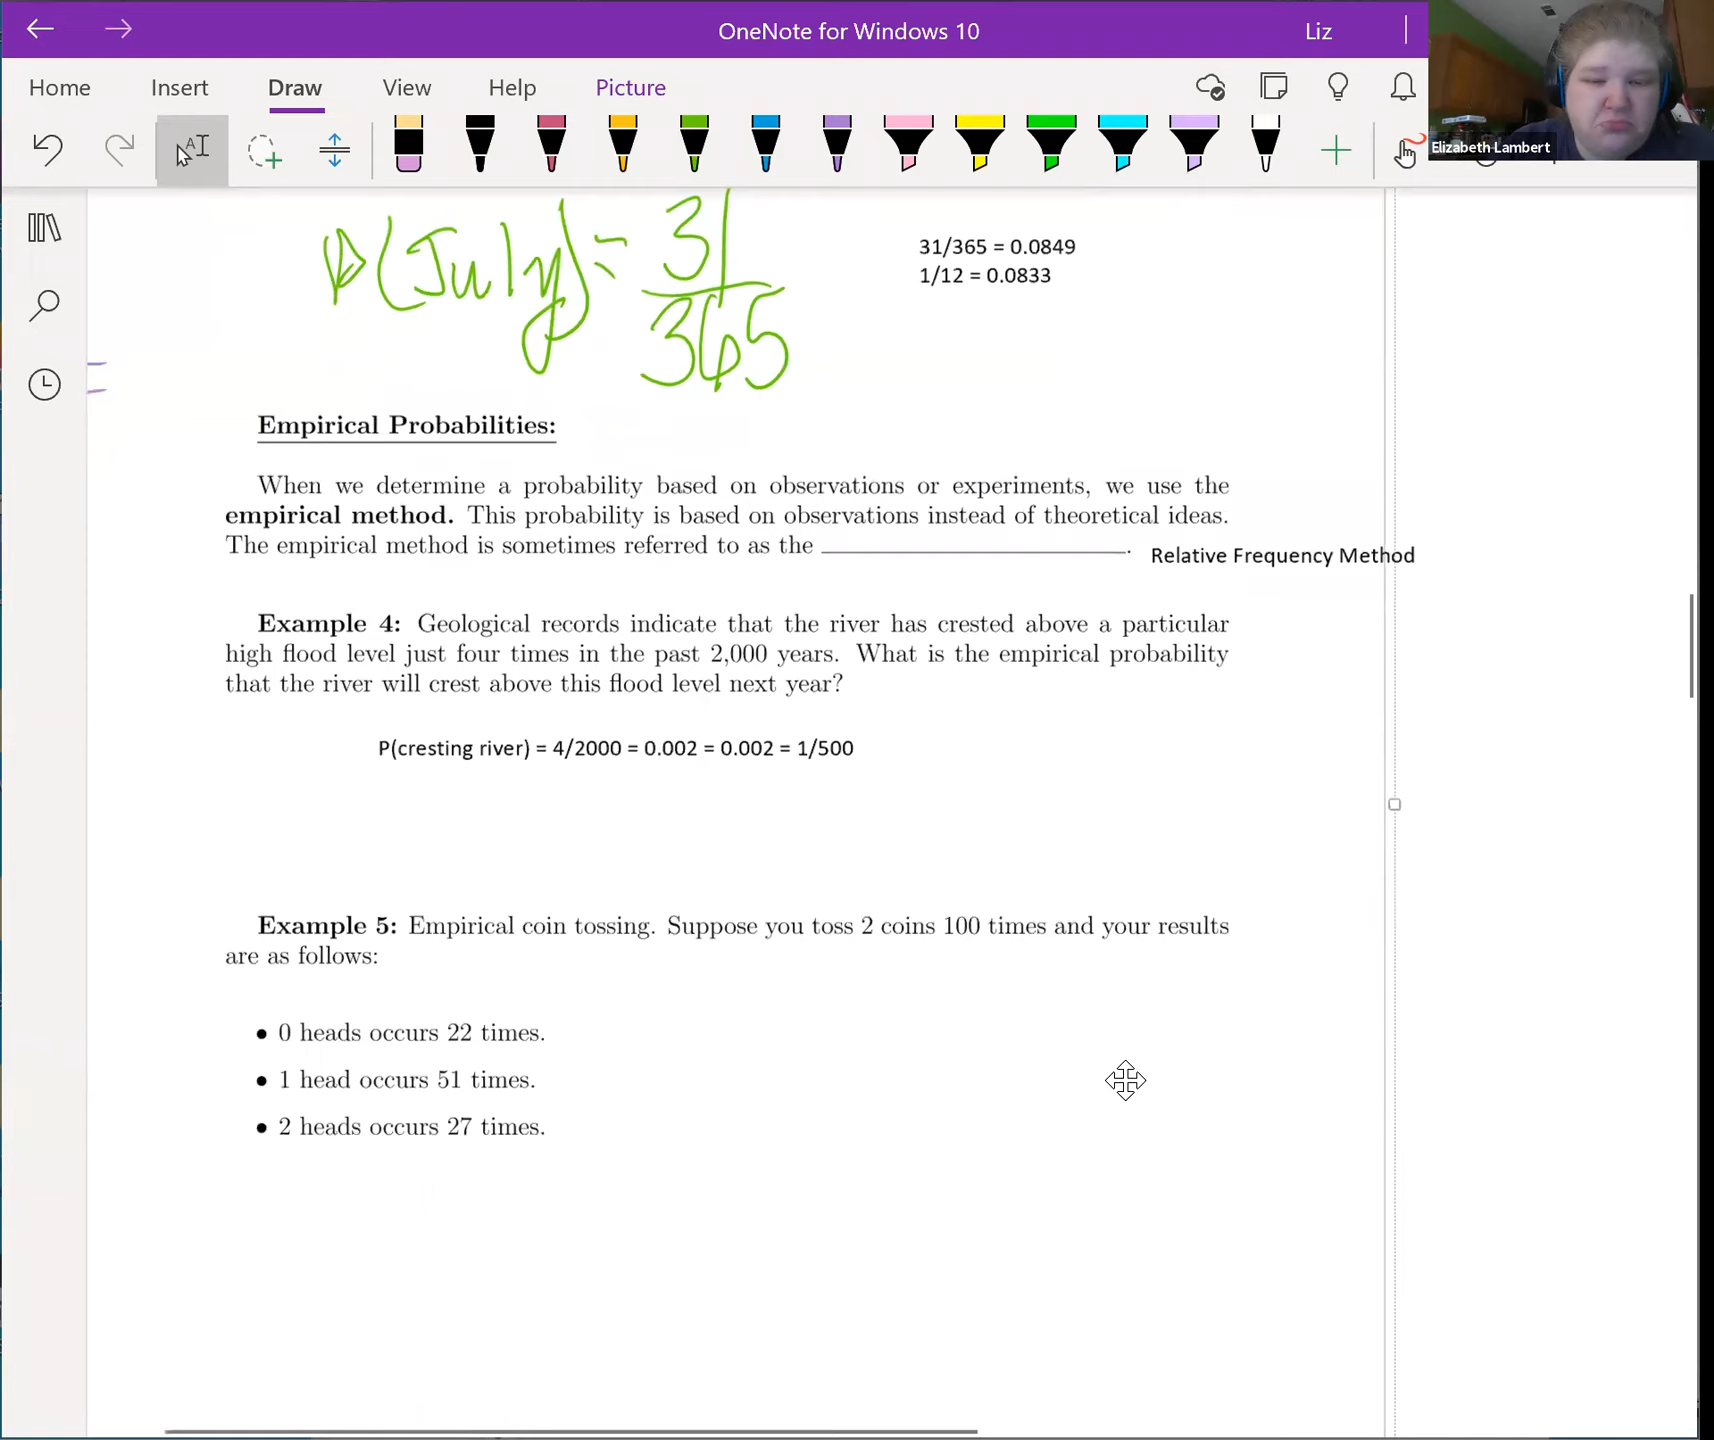 OneNote for Windows 10
Liz
Home Insert Draw View Help Picture
Elizabeth Lambert
P(July) = 31
365
31/365 = 0.0849
1/12 = 0.0833
Empirical Probabilities:
When we determine a probability based on observations or experiments, we use the
empirical method. This probability is based on observations instead of theoretical ideas.
The empirical method is sometimes referred to as the ____________. Relative Frequency Method
Example 4: Geological records indicate that the river has crested above a particular
high flood level just four times in the past 2,000 years. What is the empirical probability
that the river will crest above this flood level next year?
P(cresting river) = 4/2000 = 0.002 = 0.002 = 1/500
Example 5: Empirical coin tossing. Suppose you toss 2 coins 100 times and your results
are as follows:
• 0 heads occurs 22 times.
• 1 head occurs 51 times.
• 2 heads occurs 27 times.